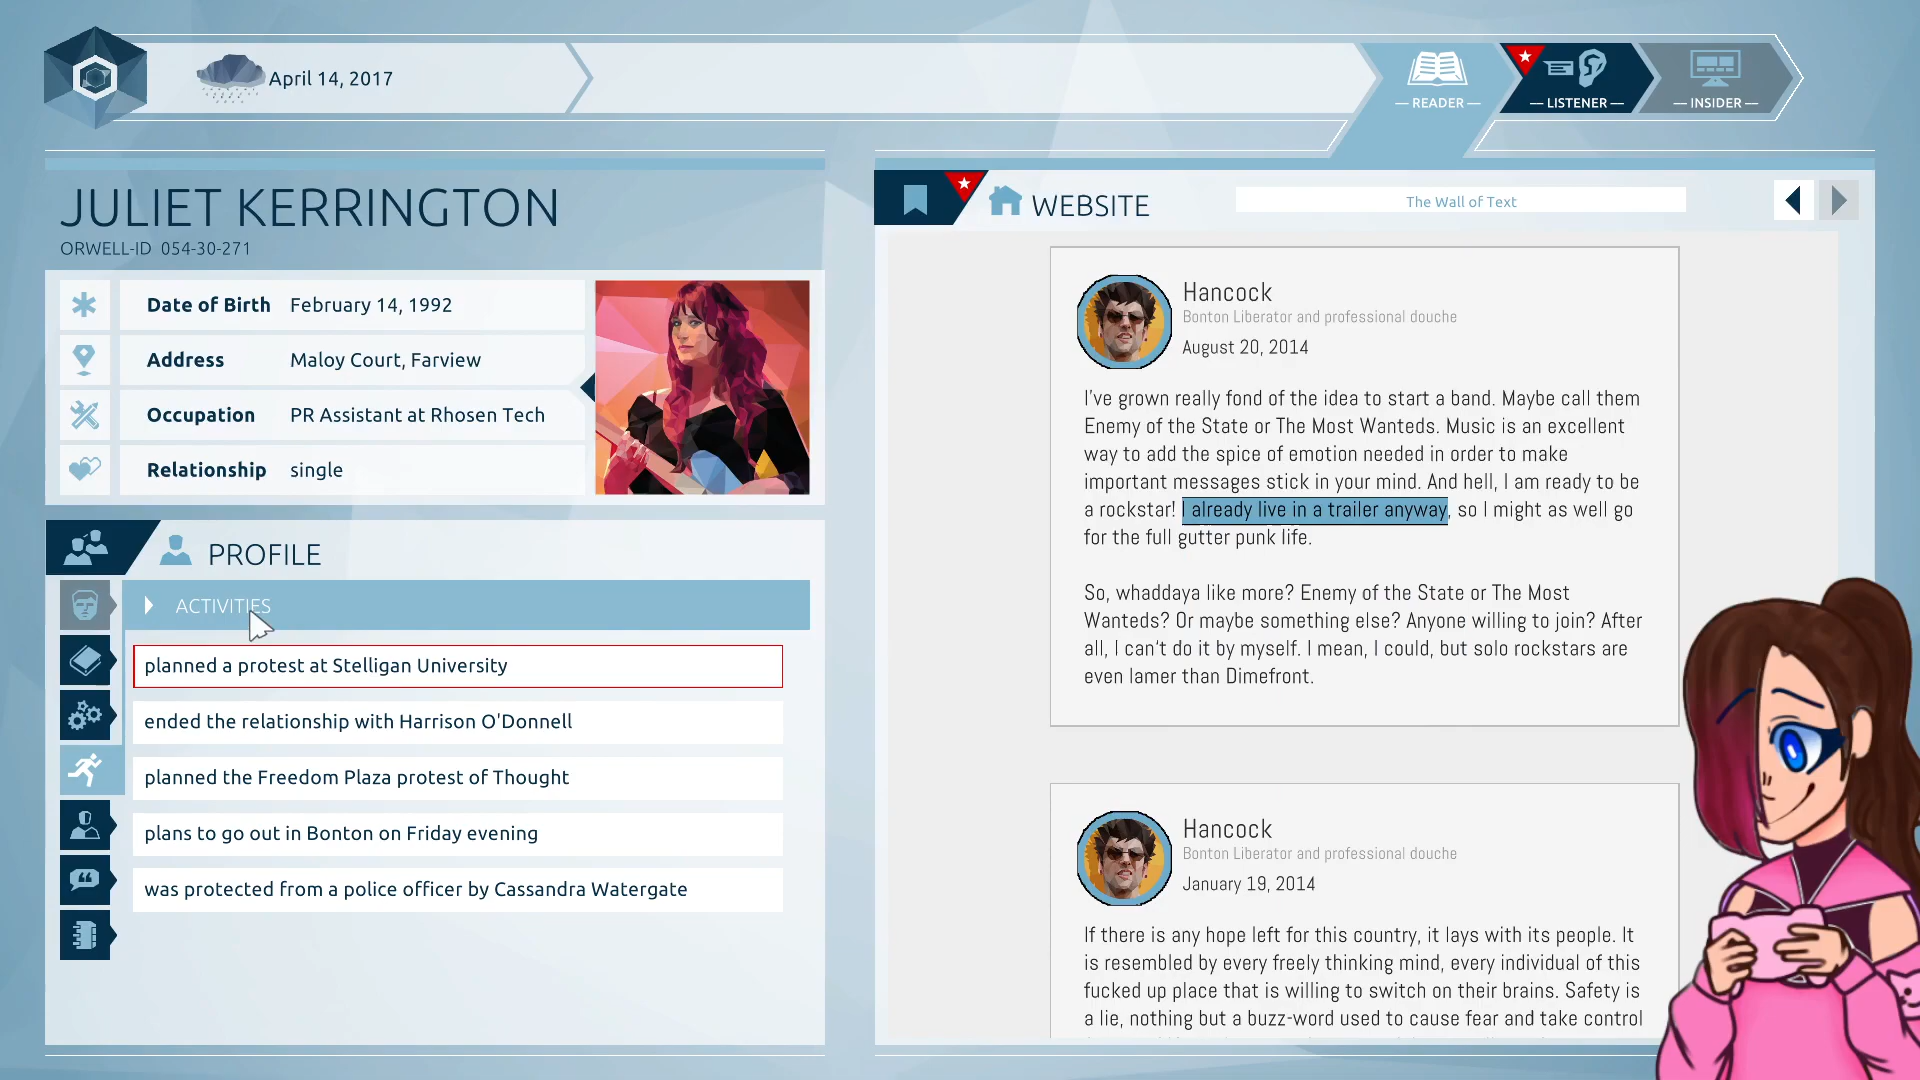 April 14, 2017
— READER —
— LISTENER —
— INSIDER —
JULIET KERRINGTON
ORWELL-ID 054-30-271
Date of Birth February 14, 1992
Address Maloy Court, Farview
Occupation PR Assistant at Rhosen Tech
Relationship single
PROFILE
ACTIVITIES
planned a protest at Stelligan University
ended the relationship with Harrison O'Donnell
planned the Freedom Plaza protest of Thought
plans to go out in Bonton on Friday evening
was protected from a police officer by Cassandra Watergate
WEBSITE
The Wall of Text
Hancock
Bonton Liberator and professional douche
August 20, 2014
I've grown really fond of the idea to start a band. Maybe call them
Enemy of the State or The Most Wanteds. Music is an excellent
way to add the spice of emotion needed in order to make
important messages stick in your mind. And hell, I am ready to be
a rockstar! I already live in a trailer anyway, so I might as well go
for the full gutter punk life.
So, whaddaya like more? Enemy of the State or The Most
Wanteds? Or maybe something else? Anyone willing to join? After
all, I can't do it by myself. I mean, I could, but solo rockstars are
even lamer than Dimefront.
Hancock
Bonton Liberator and professional douche
January 19, 2014
If there is any hope left for this country, it lays with its people. It
is resembled by every freely thinking mind, every individual of this
fucked up place that is willing to switch on their brains. Safety is
a lie, nothing but a buzz-word used to cause fear and take control